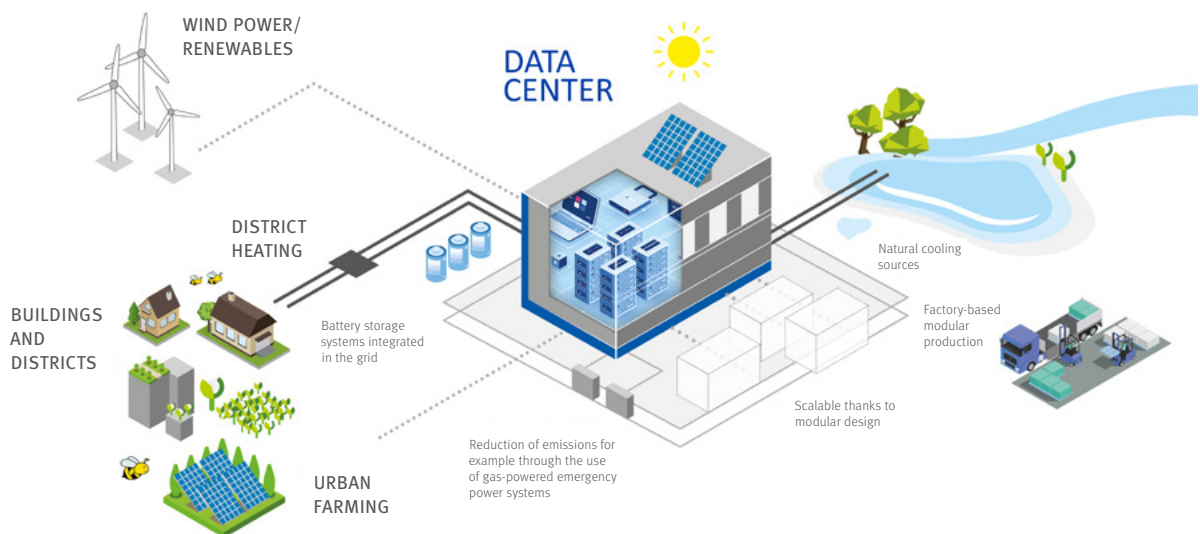 WIND POWER/
RENEWABLES
DATA
CENTER
DISTRICT
HEATING
Natural cooling
sources
BUILDINGS
AND
DISTRICTS
Battery storage
systems integrated
in the grid
Factory-based
modular
production
Scalable thanks to
modular design
Reduction of emissions for
example through the use
of gas-powered emergency
power systems
URBAN
FARMING